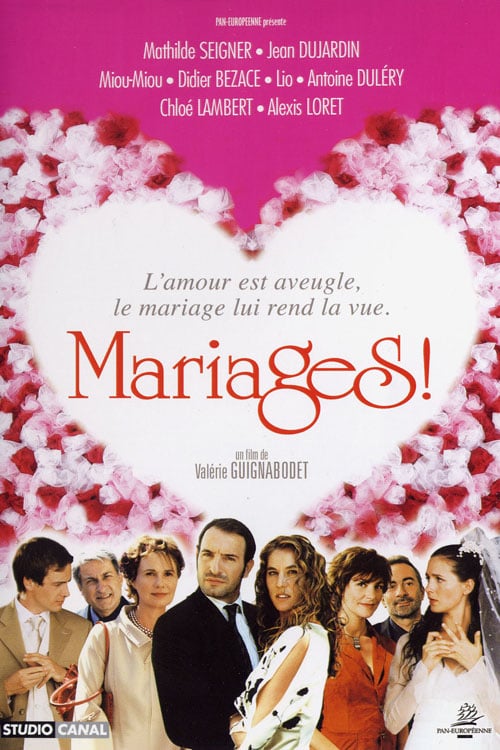 PAN-EUROPEENNE présente
Mathilde SEIGNER • Jean DUJARDIN
Miou-Miou • Didier BEZACE • Lio • Antoine DULÉRY
Chloé LAMBERT • Alexis LORET
L'amour est aveugle,
le mariage lui rend la vue.
Mariages!
un film de
Valérie GUIGNABODET
STUDIO CANAL
PAN-EUROPÉENNE